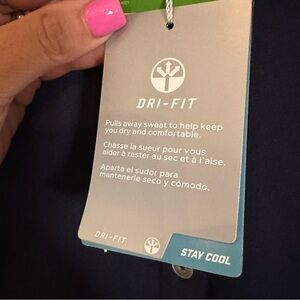 DRI-FIT
Pulls away sweat to help keep
you dry and comfortable.
Chasse la sueur pour vous
aider à rester au sec et à l'aise.
Aparta el sudor para
mantenerle seco y cómodo.
DRI-FIT
STAY COOL